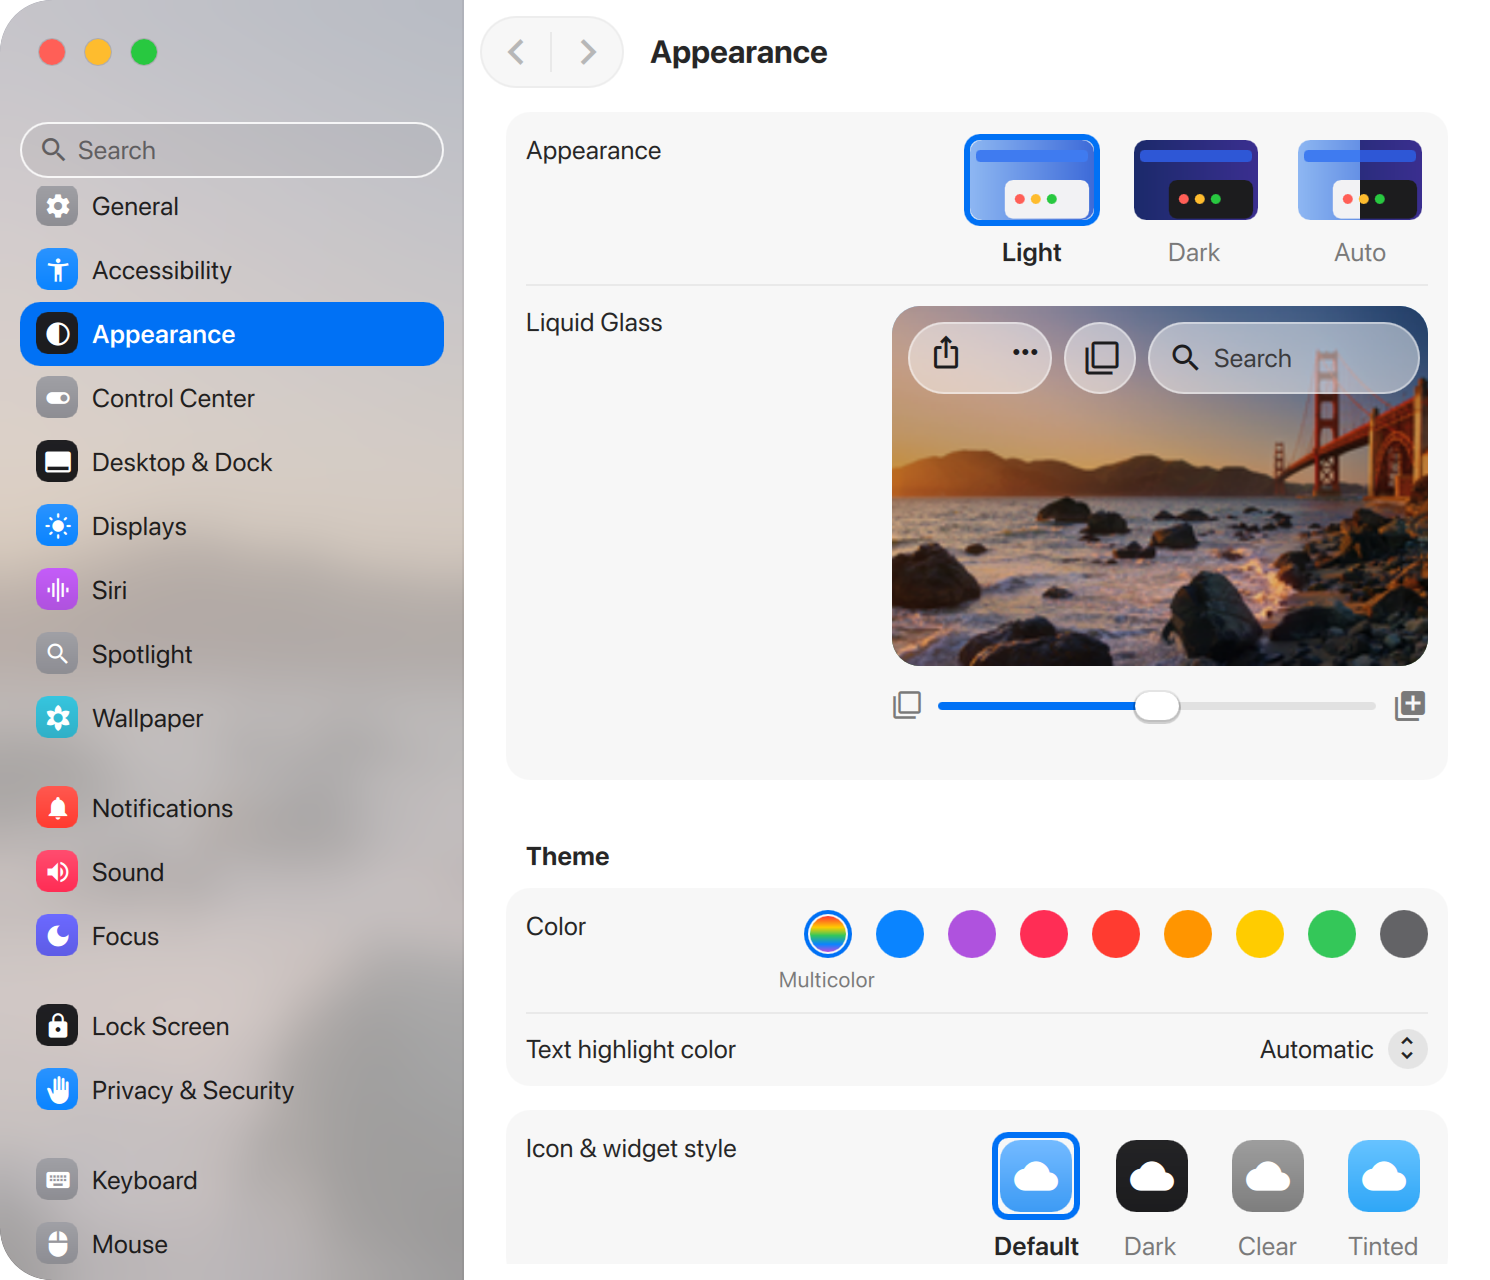 Search
General
Accessibility
Appearance
Control Center
Desktop & Dock
Displays
Siri
Spotlight
Wallpaper
Notifications
Sound
Focus
Lock Screen
Privacy & Security
Keyboard
Mouse
Appearance
Appearance
Light Dark Auto
Liquid Glass
Search
Theme
Color
Multicolor
Text highlight color Automatic
Icon & widget style
Default Dark Clear Tinted